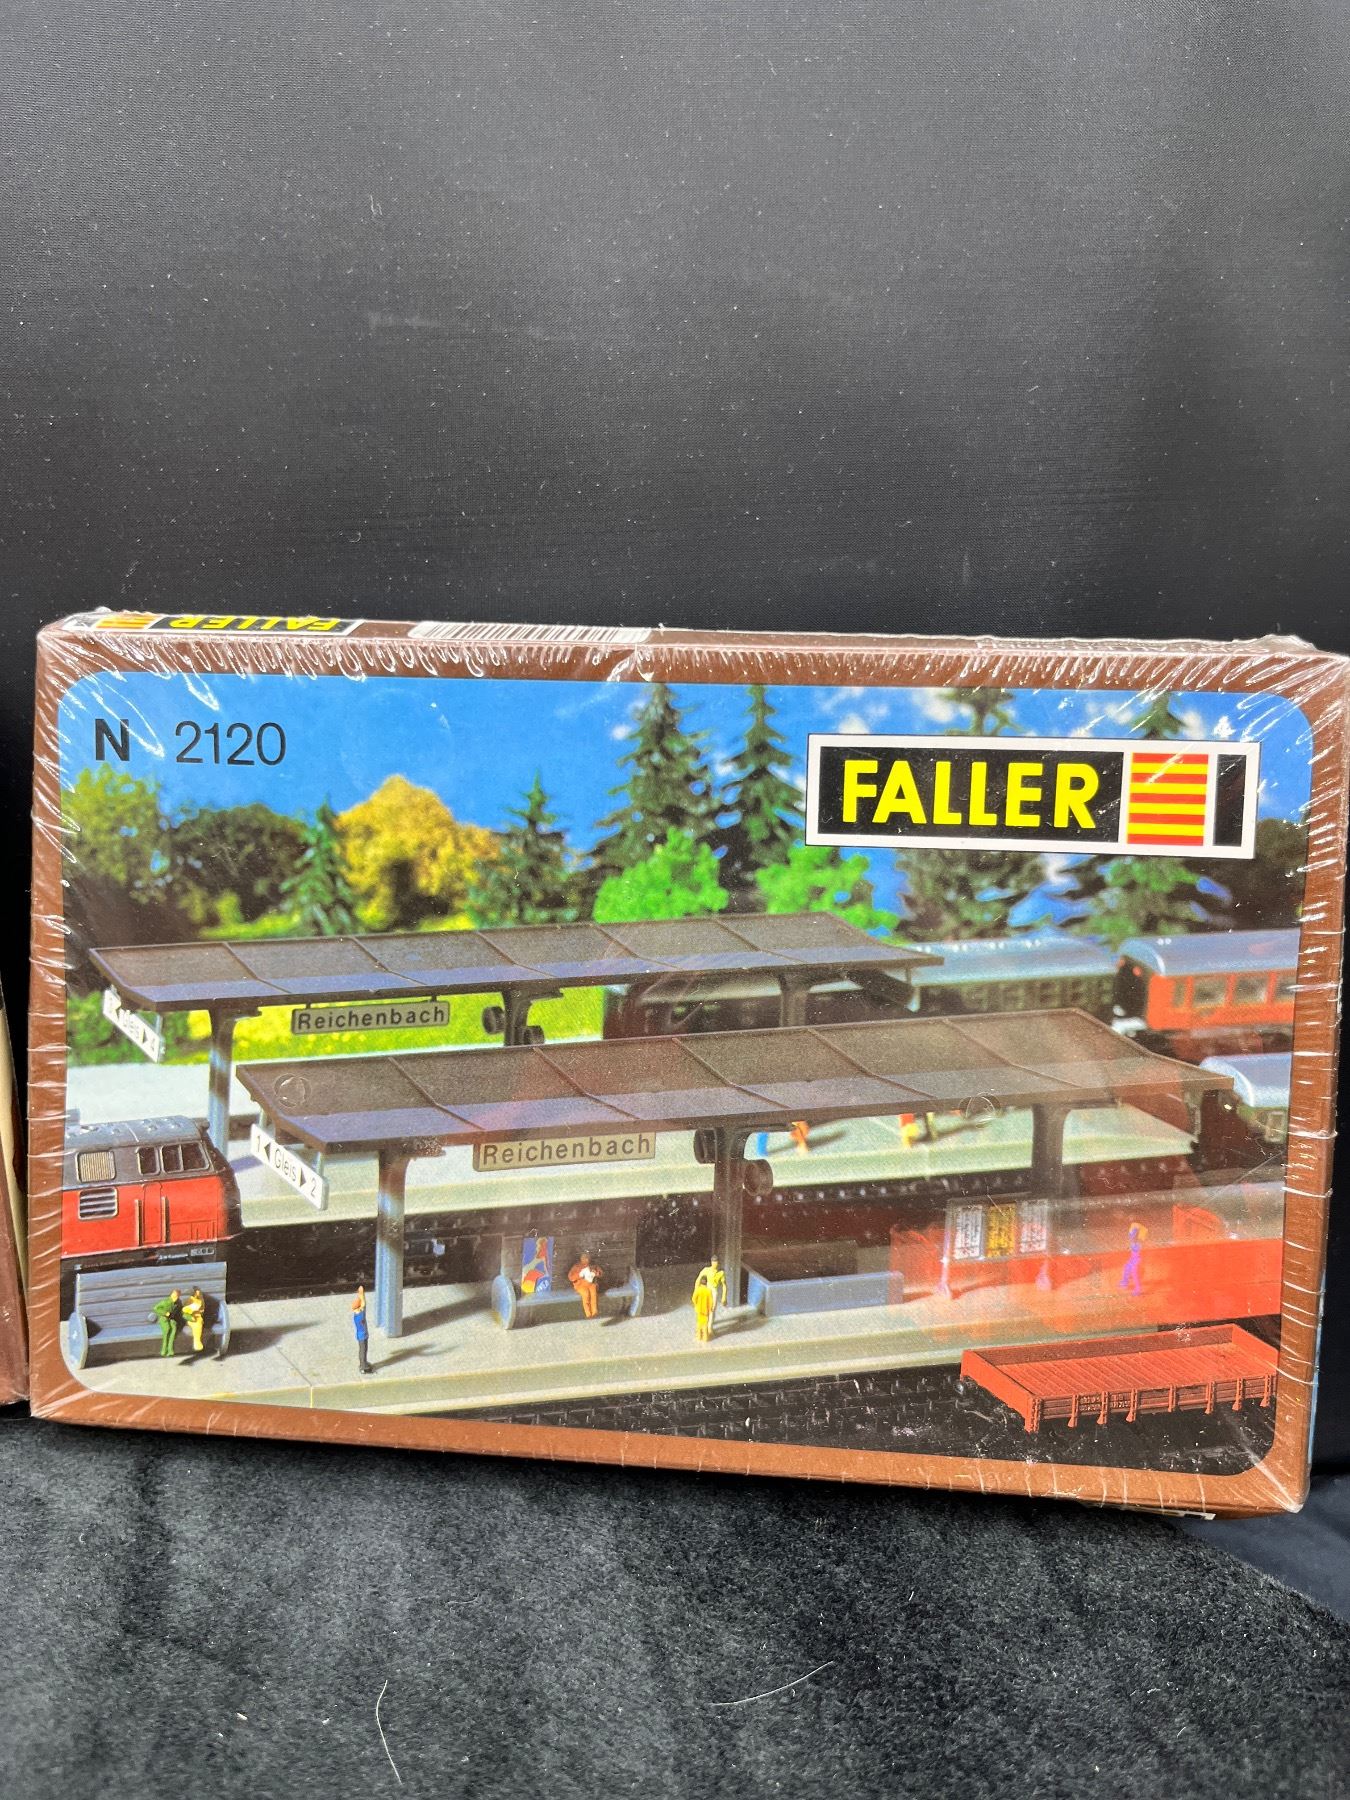 FALLER
N 2120
FALLER
Reichenbach
Reichenbach
1 ◀ Gleis ▶ 2